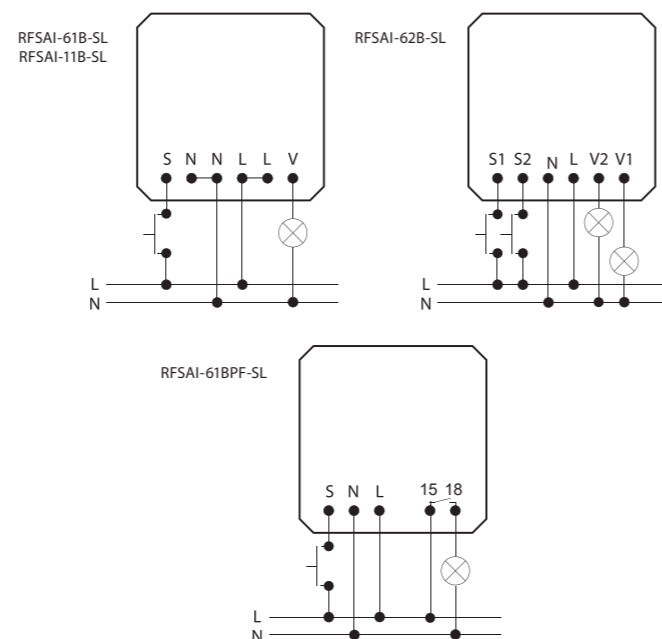 RFSAI-61B-SL
RFSAI-11B-SL
S N N L L V
L
N
RFSAI-62B-SL
S1 S2 N L V2 V1
L
N
RFSAI-61BPF-SL
S N L 15 18
L
N